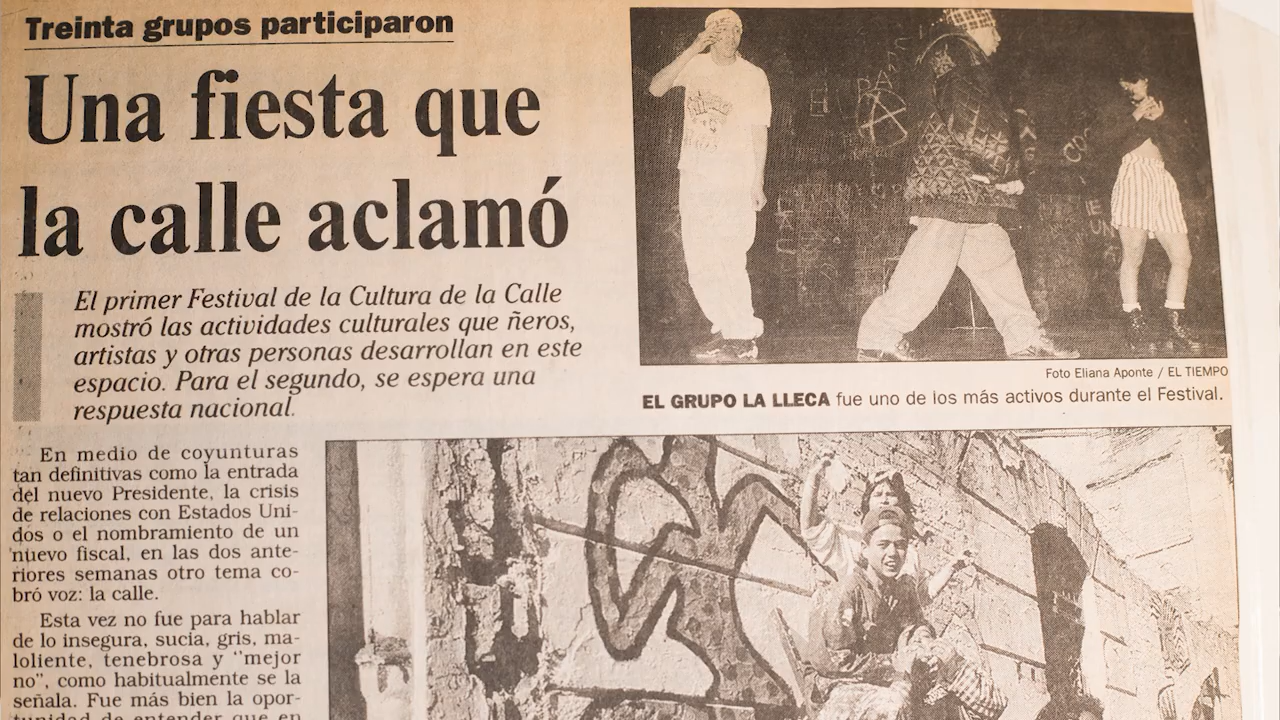 Treinta grupos participaron
Una fiesta que
la calle aclamó
El primer Festival de la Cultura de la Calle
mostró las actividades culturales que ñeros,
artistas y otras personas desarrollan en este
espacio. Para el segundo, se espera una
respuesta nacional.
Foto Eliana Aponte / EL TIEMPO
EL GRUPO LA LLECA fue uno de los más activos durante el Festival.
En medio de coyunturas
tan definitivas como la entrada
del nuevo Presidente, la crisis
de relaciones con Estados Uni-
dos o el nombramiento de un
nuevo fiscal, en las dos ante-
riores semanas otro tema co-
bró voz: la calle.
Esta vez no fue para hablar
de lo insegura, sucia, gris, ma-
loliente, tenebrosa y "mejor
no", como habitualmente se la
señala. Fue más bien la opor-
tunidad de entender que en